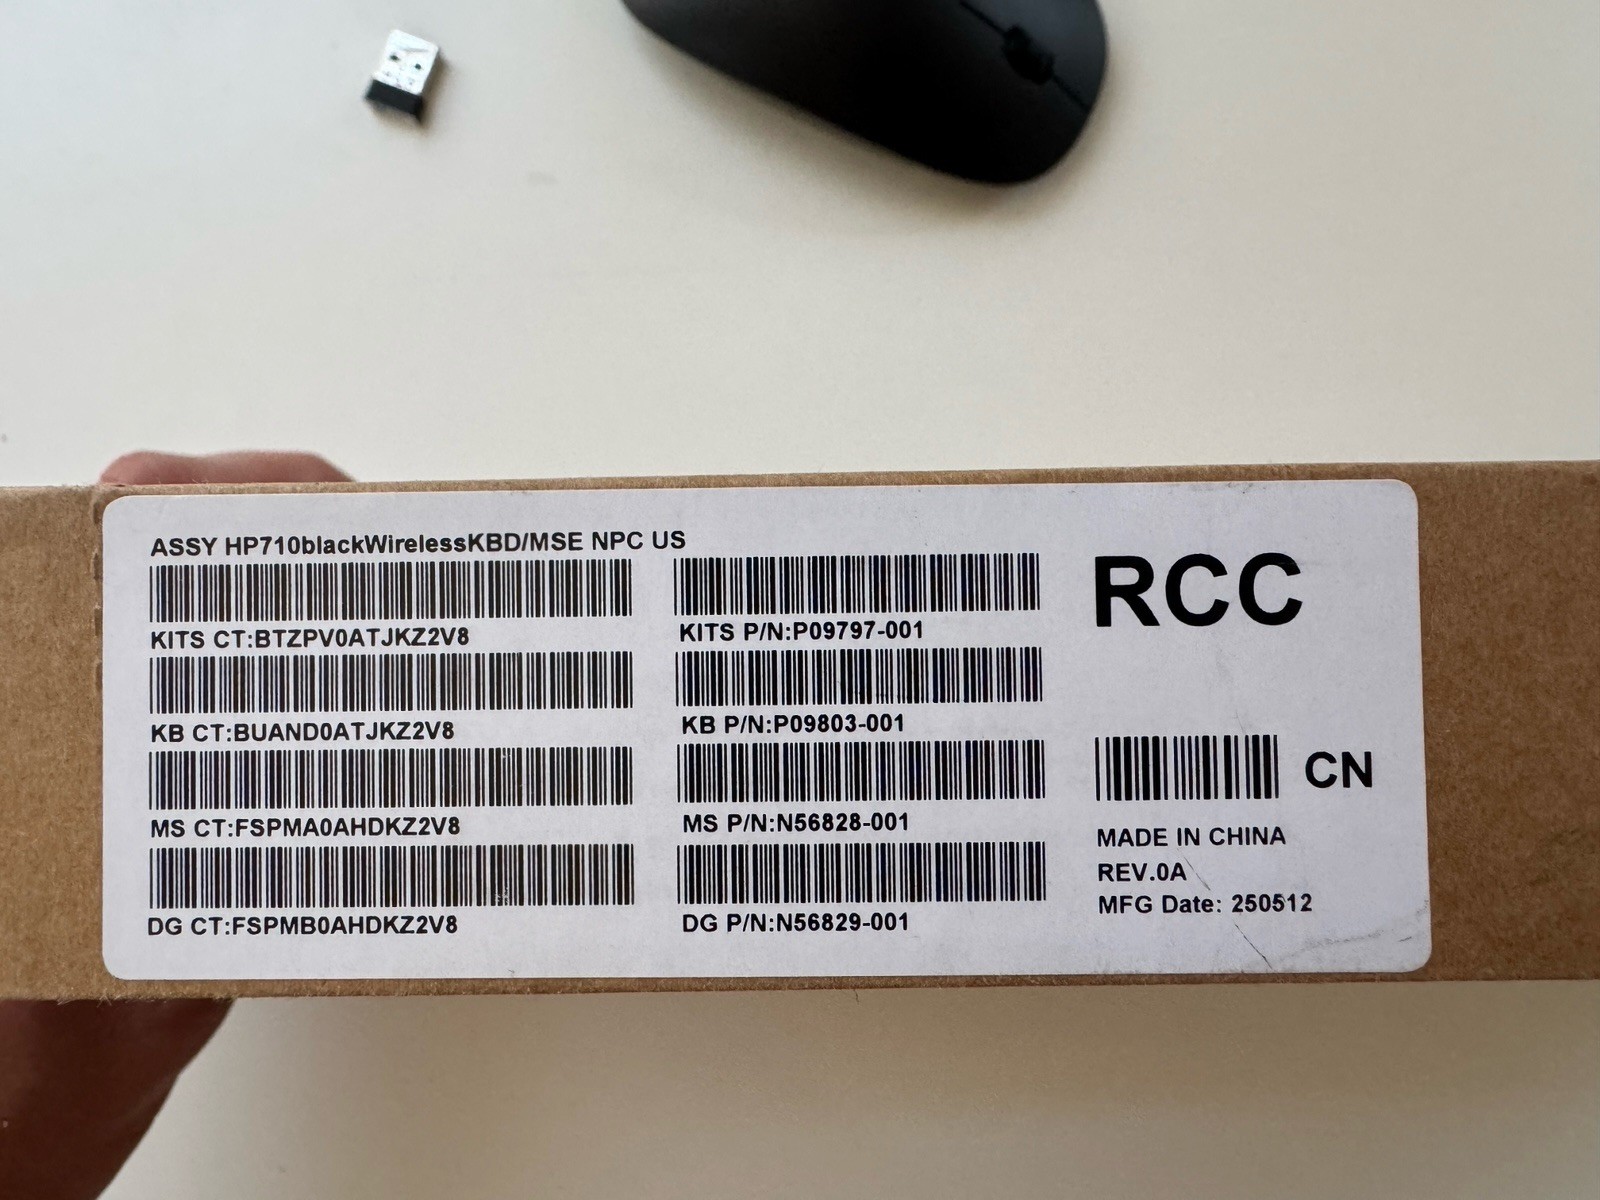 ASSY HP710blackWirelessKBD/MSE NPC US
KITS CT:BTZPV0ATJKZ2V8
KITS P/N:P09797-001
KB CT:BUAND0ATJKZ2V8
KB P/N:P09803-001
MS CT:FSPMA0AHDKZ2V8
MS P/N:N56828-001
DG CT:FSPMB0AHDKZ2V8
DG P/N:N56829-001
RCC
CN
MADE IN CHINA
REV.0A
MFG Date: 250512